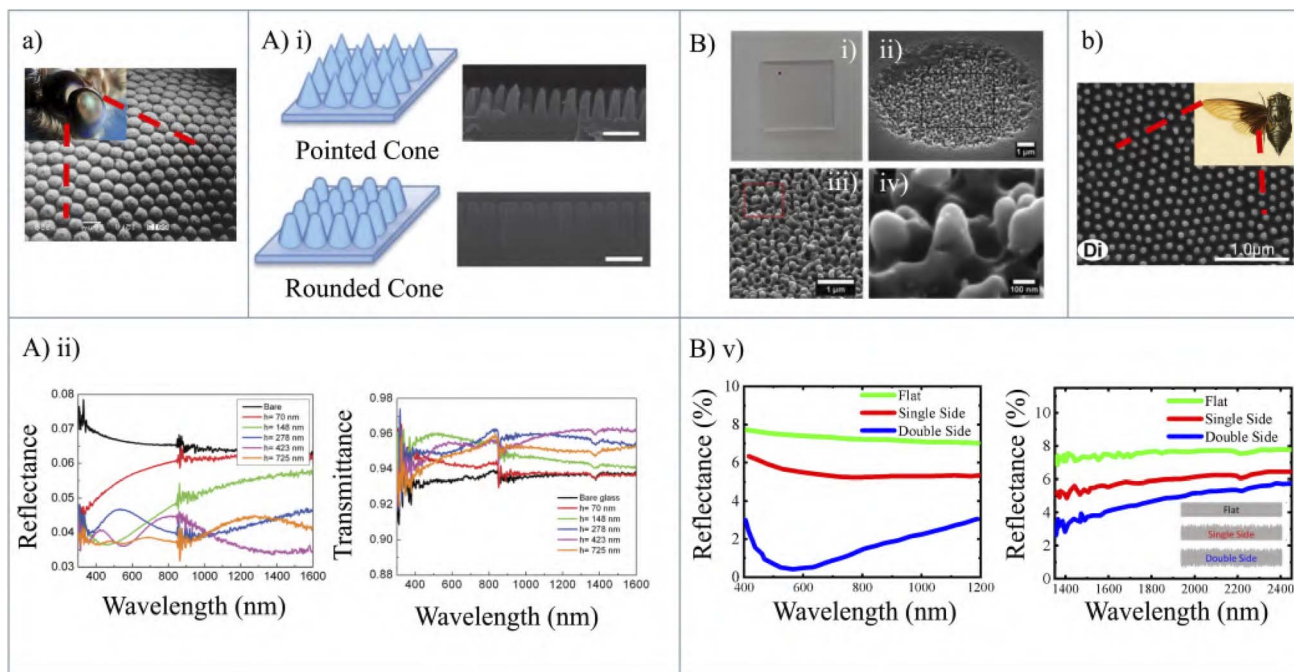 a)
A) i)
Pointed Cone
Rounded Cone
B)
i)
ii)
1 µm
iii)
1 µm
iv)
100 nm
b)
Di
1.0µm
A) ii)
Reflectance
0.08
0.07
0.06
0.05
0.04
0.03
400 600 800 1000 1200 1400 1600
Wavelength (nm)
Bare
h= 70 nm
h= 148 nm
h= 278 nm
h= 423 nm
h= 725 nm
Transmittance
0.98
0.96
0.94
0.92
0.90
0.88
400 600 800 1000 1200 1400 1600
Wavelength (nm)
Bare glass
h= 70 nm
h= 148 nm
h= 278 nm
h= 423 nm
h= 725 nm
B) v)
Reflectance (%)
10
8
6
4
2
0
400 600 800 1000 1200
Wavelength (nm)
Flat
Single Side
Double Side
Reflectance (%)
10
8
6
4
2
0
1400 1600 1800 2000 2200 2400
Wavelength (nm)
Flat
Single Side
Double Side
Flat
Single Side
Double Side